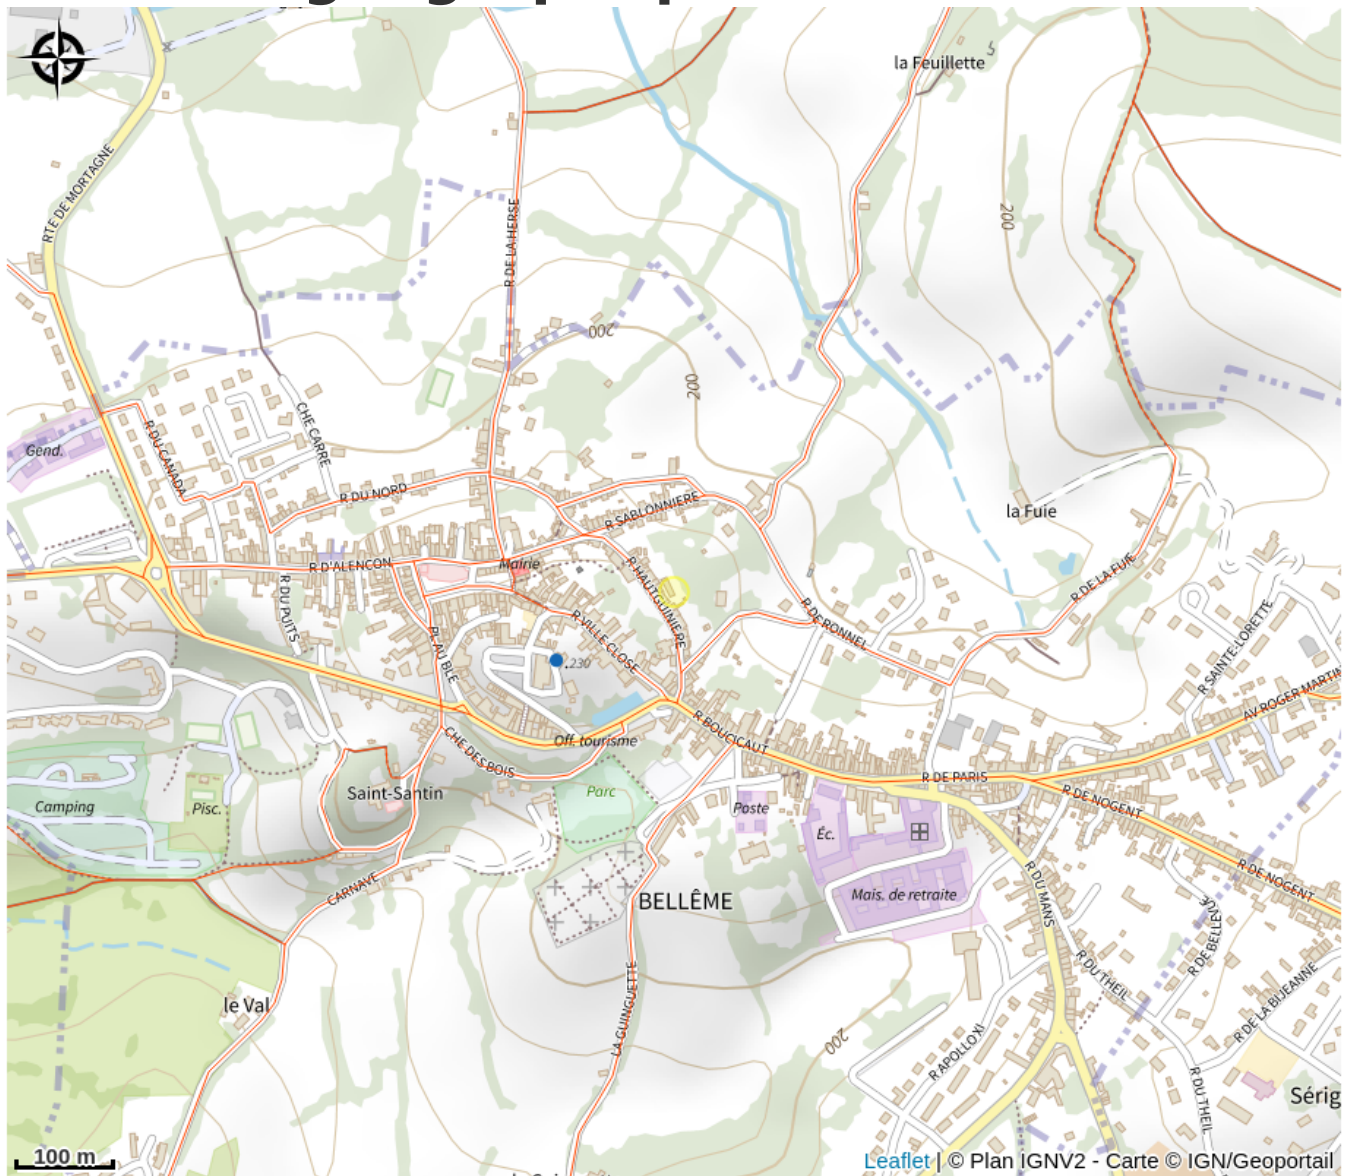 la Feuillette
5
RTE DE MORTAGNE
R DE LA HERSE
200
200
200
Gend.
R DU CANADA
CHE CARRE
R DU NORD
R SABLONNIERE
la Fuie
R D'ALENCON
Mairie
R HAUTGUINIERE
R DE LA FUIE
R DU PUITS
PL AU BLE
R VILLE CLOSE
R DE RONNEL
R SAINTE-LORETTE
.230
AV ROGER MARTIN
R BOUCICAUT
Off. tourisme
CHE DES BOIS
R DE PARIS
Saint-Santin
Parc
Camping
Pisc.
Poste
Éc.
R DE NOGENT
R DE NOGENT
CARNAVE
BELLÊME
Mais. de retraite
R DU MANS
R DE BELLEVUE
R DU THEIL
le Val
LA GUINGUETTE
R DE LA BIJEANNE
200
R APOLLO XI
R DU THEIL
Sérig
100 m
Leaflet | © Plan IGNV2 - Carte © IGN/Geoportail